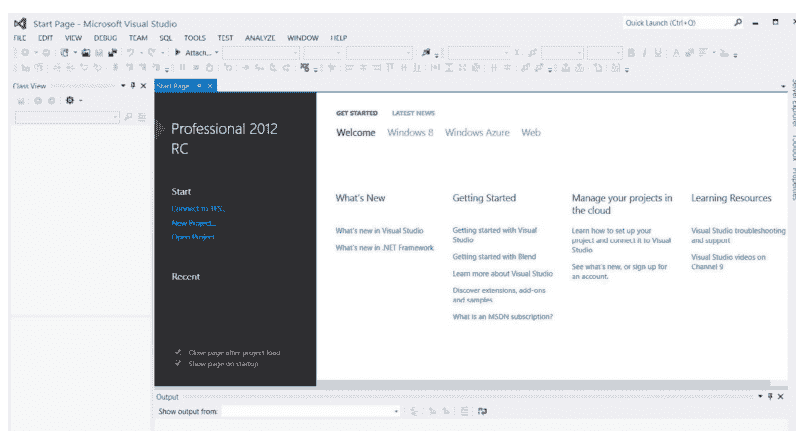 Start Page - Microsoft Visual Studio
Quick Launch (Ctrl+Q)
FILE EDIT VIEW DEBUG TEAM SQL TOOLS TEST ANALYZE WINDOW HELP
Attach...
Class View
Start Page
Server Explorer
Toolbox
Properties
Professional 2012
RC
Start
Connect to TFS...
New Project...
Open Project...
Recent
Close page after project load
Show page on startup
GET STARTED LATEST NEWS
Welcome Windows 8 Windows Azure Web
What's New
What's new in Visual Studio
What's new in .NET Framework
Getting Started
Getting started with Visual
Studio
Getting started with Blend
Learn more about Visual Studio
Discover extensions, add-ons
and samples
What is an MSDN subscription?
Manage your projects in
the cloud
Learn how to set up your
project and connect it to Visual
Studio
See what's new, or sign up for
an account.
Learning Resources
Visual Studio troubleshooting
and support
Visual Studio videos on
Channel 9
Output
Show output from: